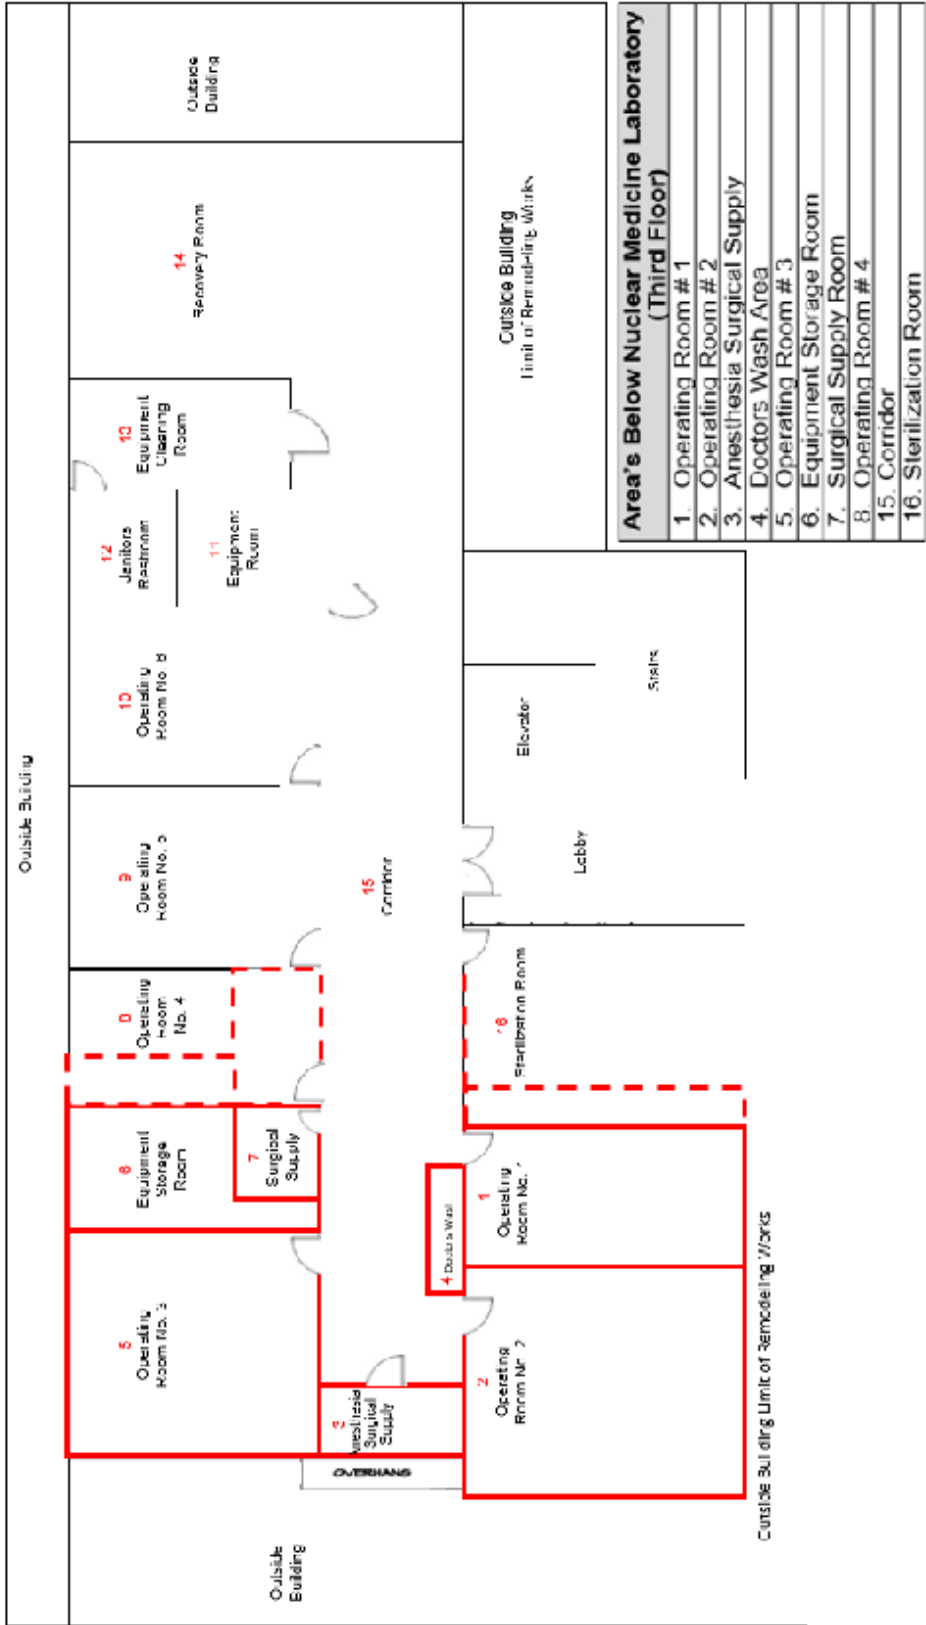 Outside Building
Outside
Building
14
Recovery Room
13
Equipment
Cleaning
Room
12
Janitors
Restroom
11
Equipment
Room
10
Operating
9
Operating
8
Operating
Room
No. 4
6
Equipment
Storage
Room
7
Surgical
Supply
5
Operating
Room No. 3
15
Corridor
3
Anesthesia
Surgical
Supply
OVERHANG
Outside
Building
4 Doctors Wash
2
Operating
Room No. 2
1
Operating
Room No. 1
16
Sterilization Room
Lobby
Elevator
Stairs
Outside Building
Limit of Remodeling Works
Outside Building Limit of Remodeling Works
Area's Below Nuclear Medicine Laboratory
(Third Floor)
1. Operating Room # 1
2. Operating Room # 2
3. Anesthesia Surgical Supply
4. Doctors Wash Area
5. Operating Room # 3
6. Equipment Storage Room
7. Surgical Supply Room
8. Operating Room # 4
15. Corridor
16. Sterilization Room